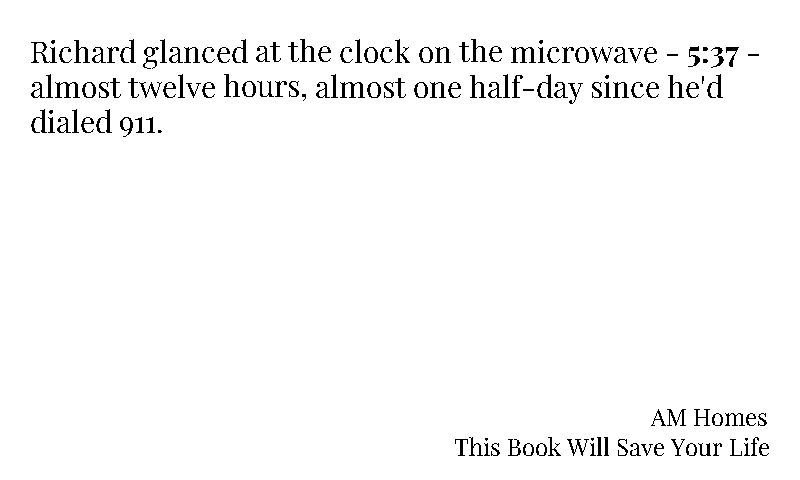 Richard glanced at the clock on the microwave - 5:37 -
almost twelve hours, almost one half-day since he'd
dialed 911.
AM Homes
This Book Will Save Your Life